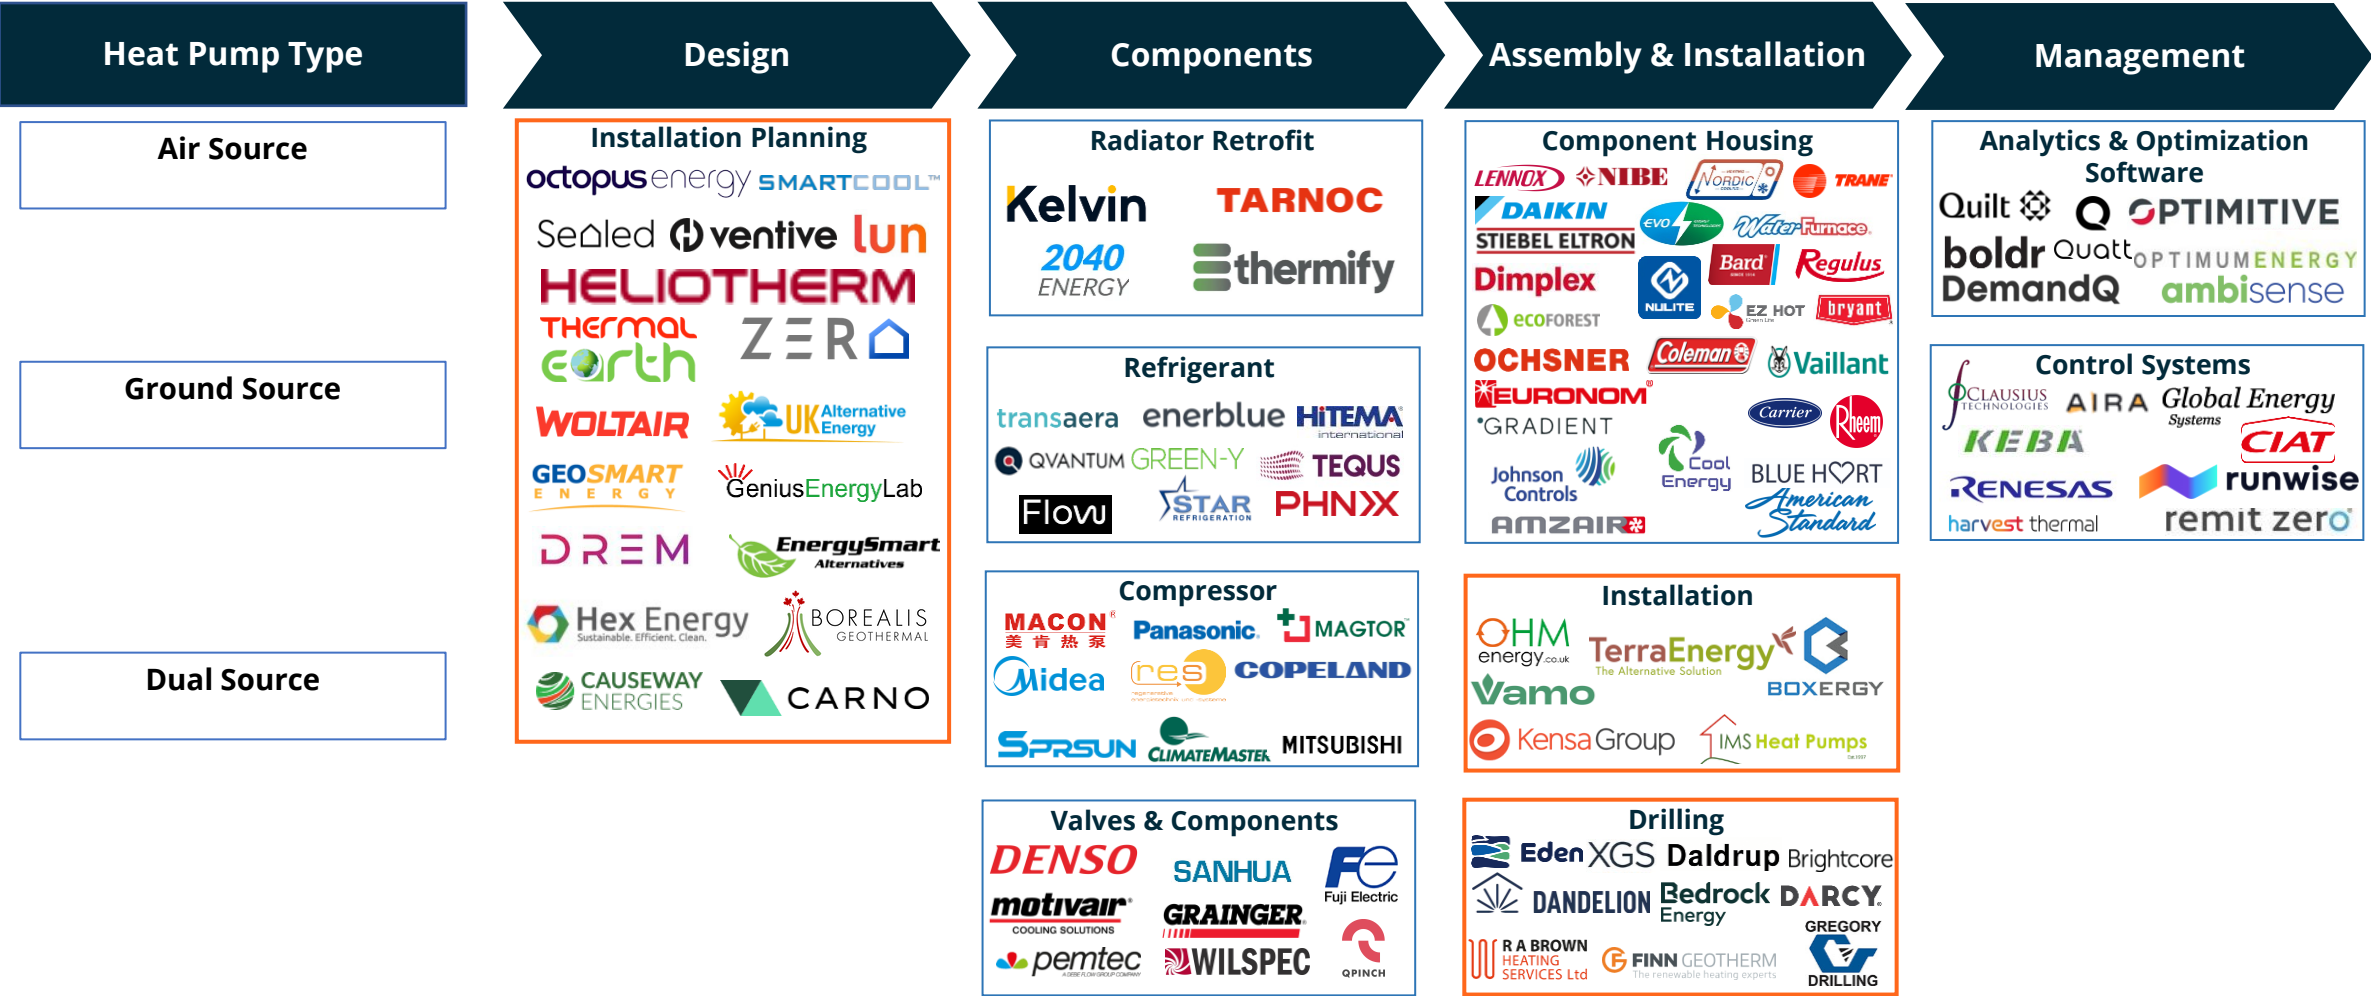 Heat Pump Type
Design
Components
Assembly & Installation
Management
Air Source
Ground Source
Dual Source
Installation Planning
octopus energy
SMARTCOOL™
Sealed
ventive
lun
HELIOTHERM
THERMAL
earth
ZERO
WOLTAIR
UK Alternative
Energy
GEOSMART
ENERGY
GeniusEnergyLab
DREM
EnergySmart
Alternatives
Hex Energy
Sustainable. Efficient. Clean.
BOREALIS
GEOTHERMAL
CAUSEWAY
ENERGIES
CARNO
Radiator Retrofit
Kelvin
TARNOC
2040
ENERGY
thermify
Refrigerant
transaera
enerblue
HiTEMA
international
QVANTUM
GREEN-Y
TEQUS
Flow
STAR
REFRIGERATION
PHNIX
Compressor
MACON®
美肯热泵
Panasonic
MAGTOR
Midea
res
COPELAND
SPRSUN
CLIMATEMASTER
MITSUBISHI
Valves & Components
DENSO
SANHUA
Fe
Fuji Electric
motivair
COOLING SOLUTIONS
GRAINGER
pemtec
WILSPEC
QPINCH
Component Housing
LENNOX
NIBE
NORDIC
TRANE
DAIKIN
EVO
WaterFurnace
STIEBEL ELTRON
Bard
Regulus
Dimplex
NULITE
EZ HOT
bryant
ECOFOREST
OCHSNER
Coleman
Vaillant
EURONOM®
GRADIENT
Carrier
Rheem
Johnson
Controls
Cool
Energy
BLUE HART
American
Standard
AMZAIR
Installation
OHM
energy.co.uk
TerraEnergy
The Alternative Solution
BOXERGY
Vamo
Kensa Group
IMS Heat Pumps
Drilling
Eden
XGS
Daldrup
Brightcore
DANDELION
Bedrock
Energy
DARCY
R A BROWN
HEATING
SERVICES Ltd
FINN GEOTHERM
The renewable heating experts
GREGORY
DRILLING
Analytics & Optimization
Software
Quilt
OPTIMITIVE
boldr
Quatt
OPTIMUMENERGY
DemandQ
ambisense
Control Systems
CLAUSIUS
TECHNOLOGIES
AIRA
Global Energy
Systems
KEBA
CIAT
RENESAS
runwise
harvest thermal
remit zero